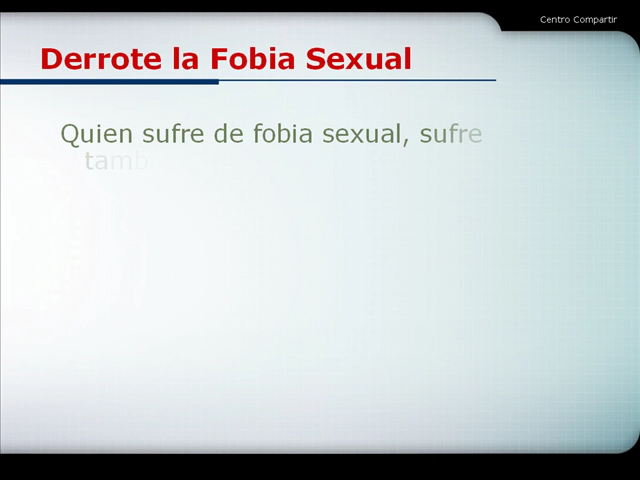 Centro Compartir
Derrote la Fobia Sexual
Quien sufre de fobia sexual, sufre